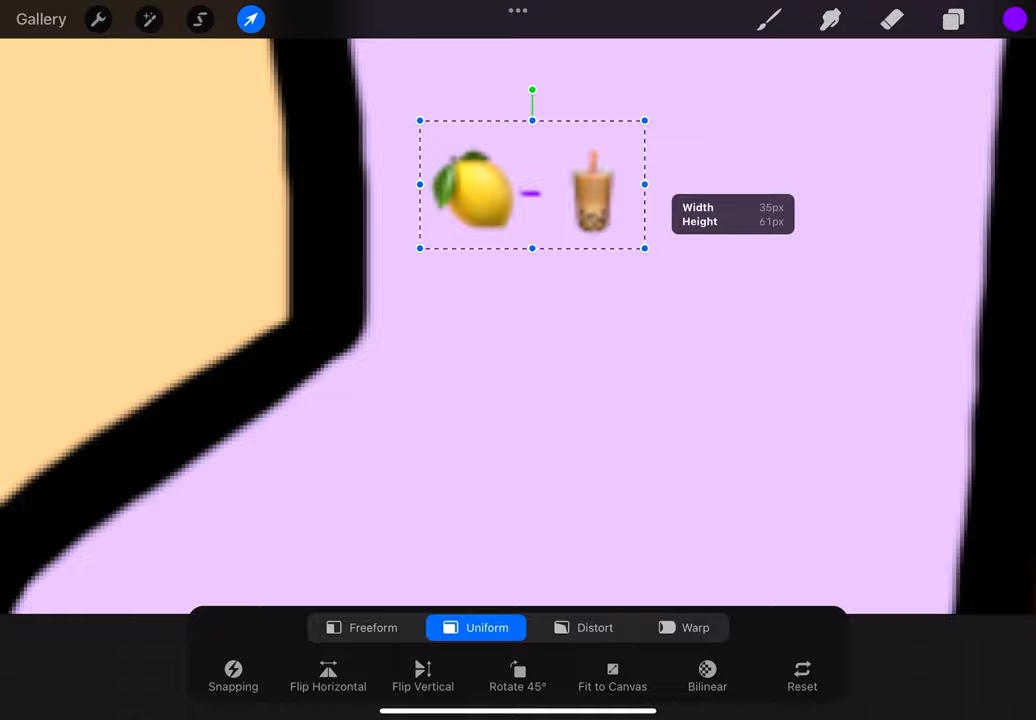 Gallery
🍋 - 🧋
Width 35px
Height 61px
Freeform Uniform Distort Warp
Snapping Flip Horizontal Flip Vertical Rotate 45° Fit to Canvas Bilinear Reset